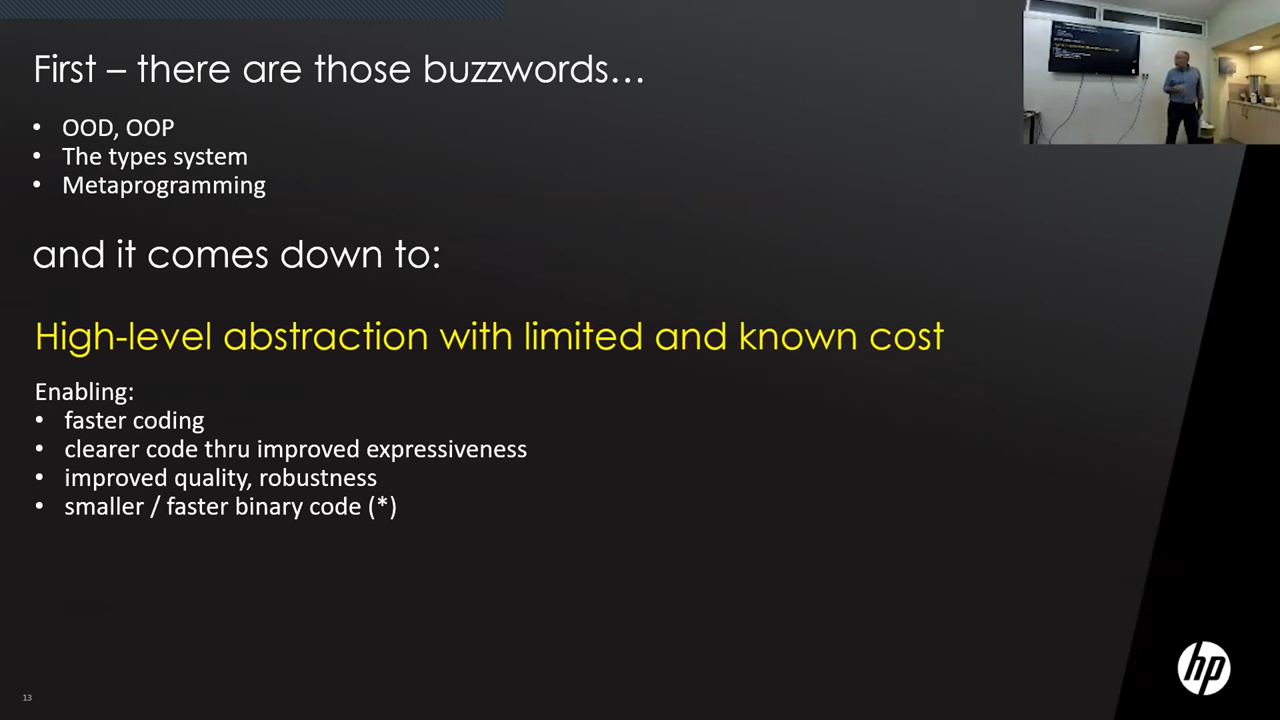 First – there are those buzzwords...
• OOD, OOP
• The types system
• Metaprogramming
and it comes down to:
High-level abstraction with limited and known cost
Enabling:
• faster coding
• clearer code thru improved expressiveness
• improved quality, robustness
• smaller / faster binary code (*)
13
hp